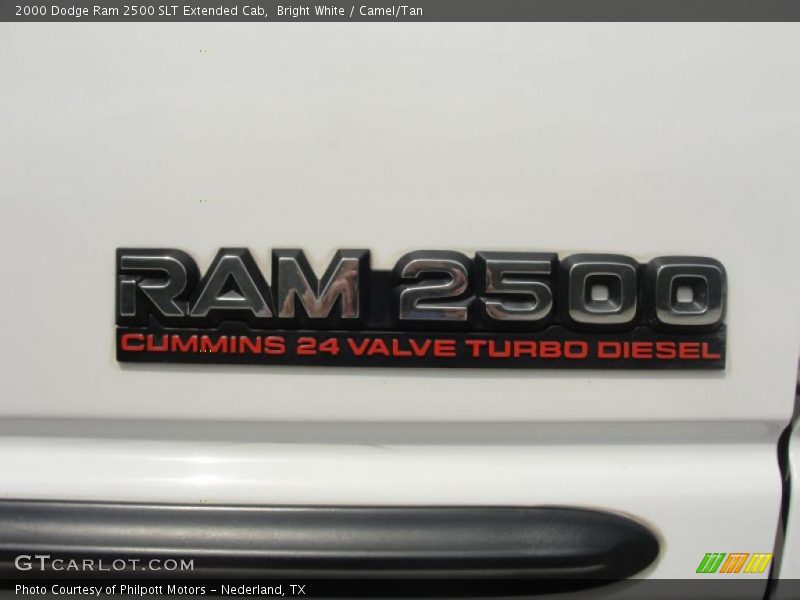 2000 Dodge Ram 2500 SLT Extended Cab, Bright White / Camel/Tan
RAM 2500
CUMMINS 24 VALVE TURBO DIESEL
GTCARLOT.COM
Photo Courtesy of Philpott Motors - Nederland, TX